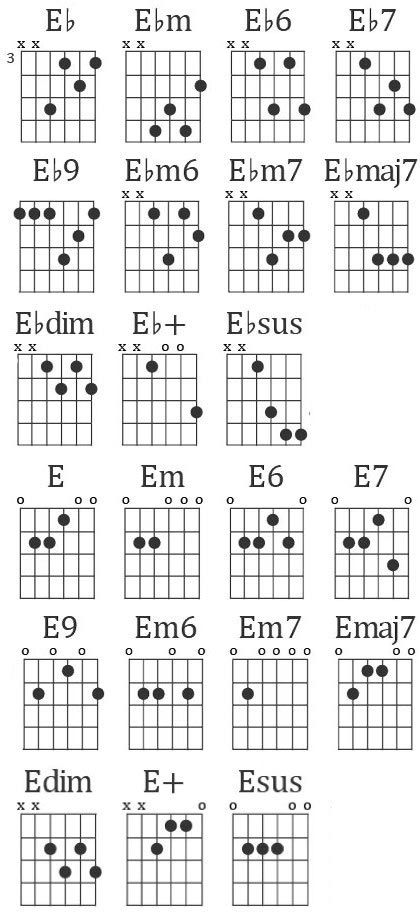 E♭ E♭m E♭6 E♭7
x x x x x x x x
3
E♭9 E♭m6 E♭m7 E♭maj7
x x x x x x
E♭dim E♭+ E♭sus
x x x x o o x x
E Em E6 E7
o o o o o o o o o o o
E9 Em6 Em7 Emaj7
o o o o o o o o o o o o o o
Edim E+ Esus
x x x x o o o o